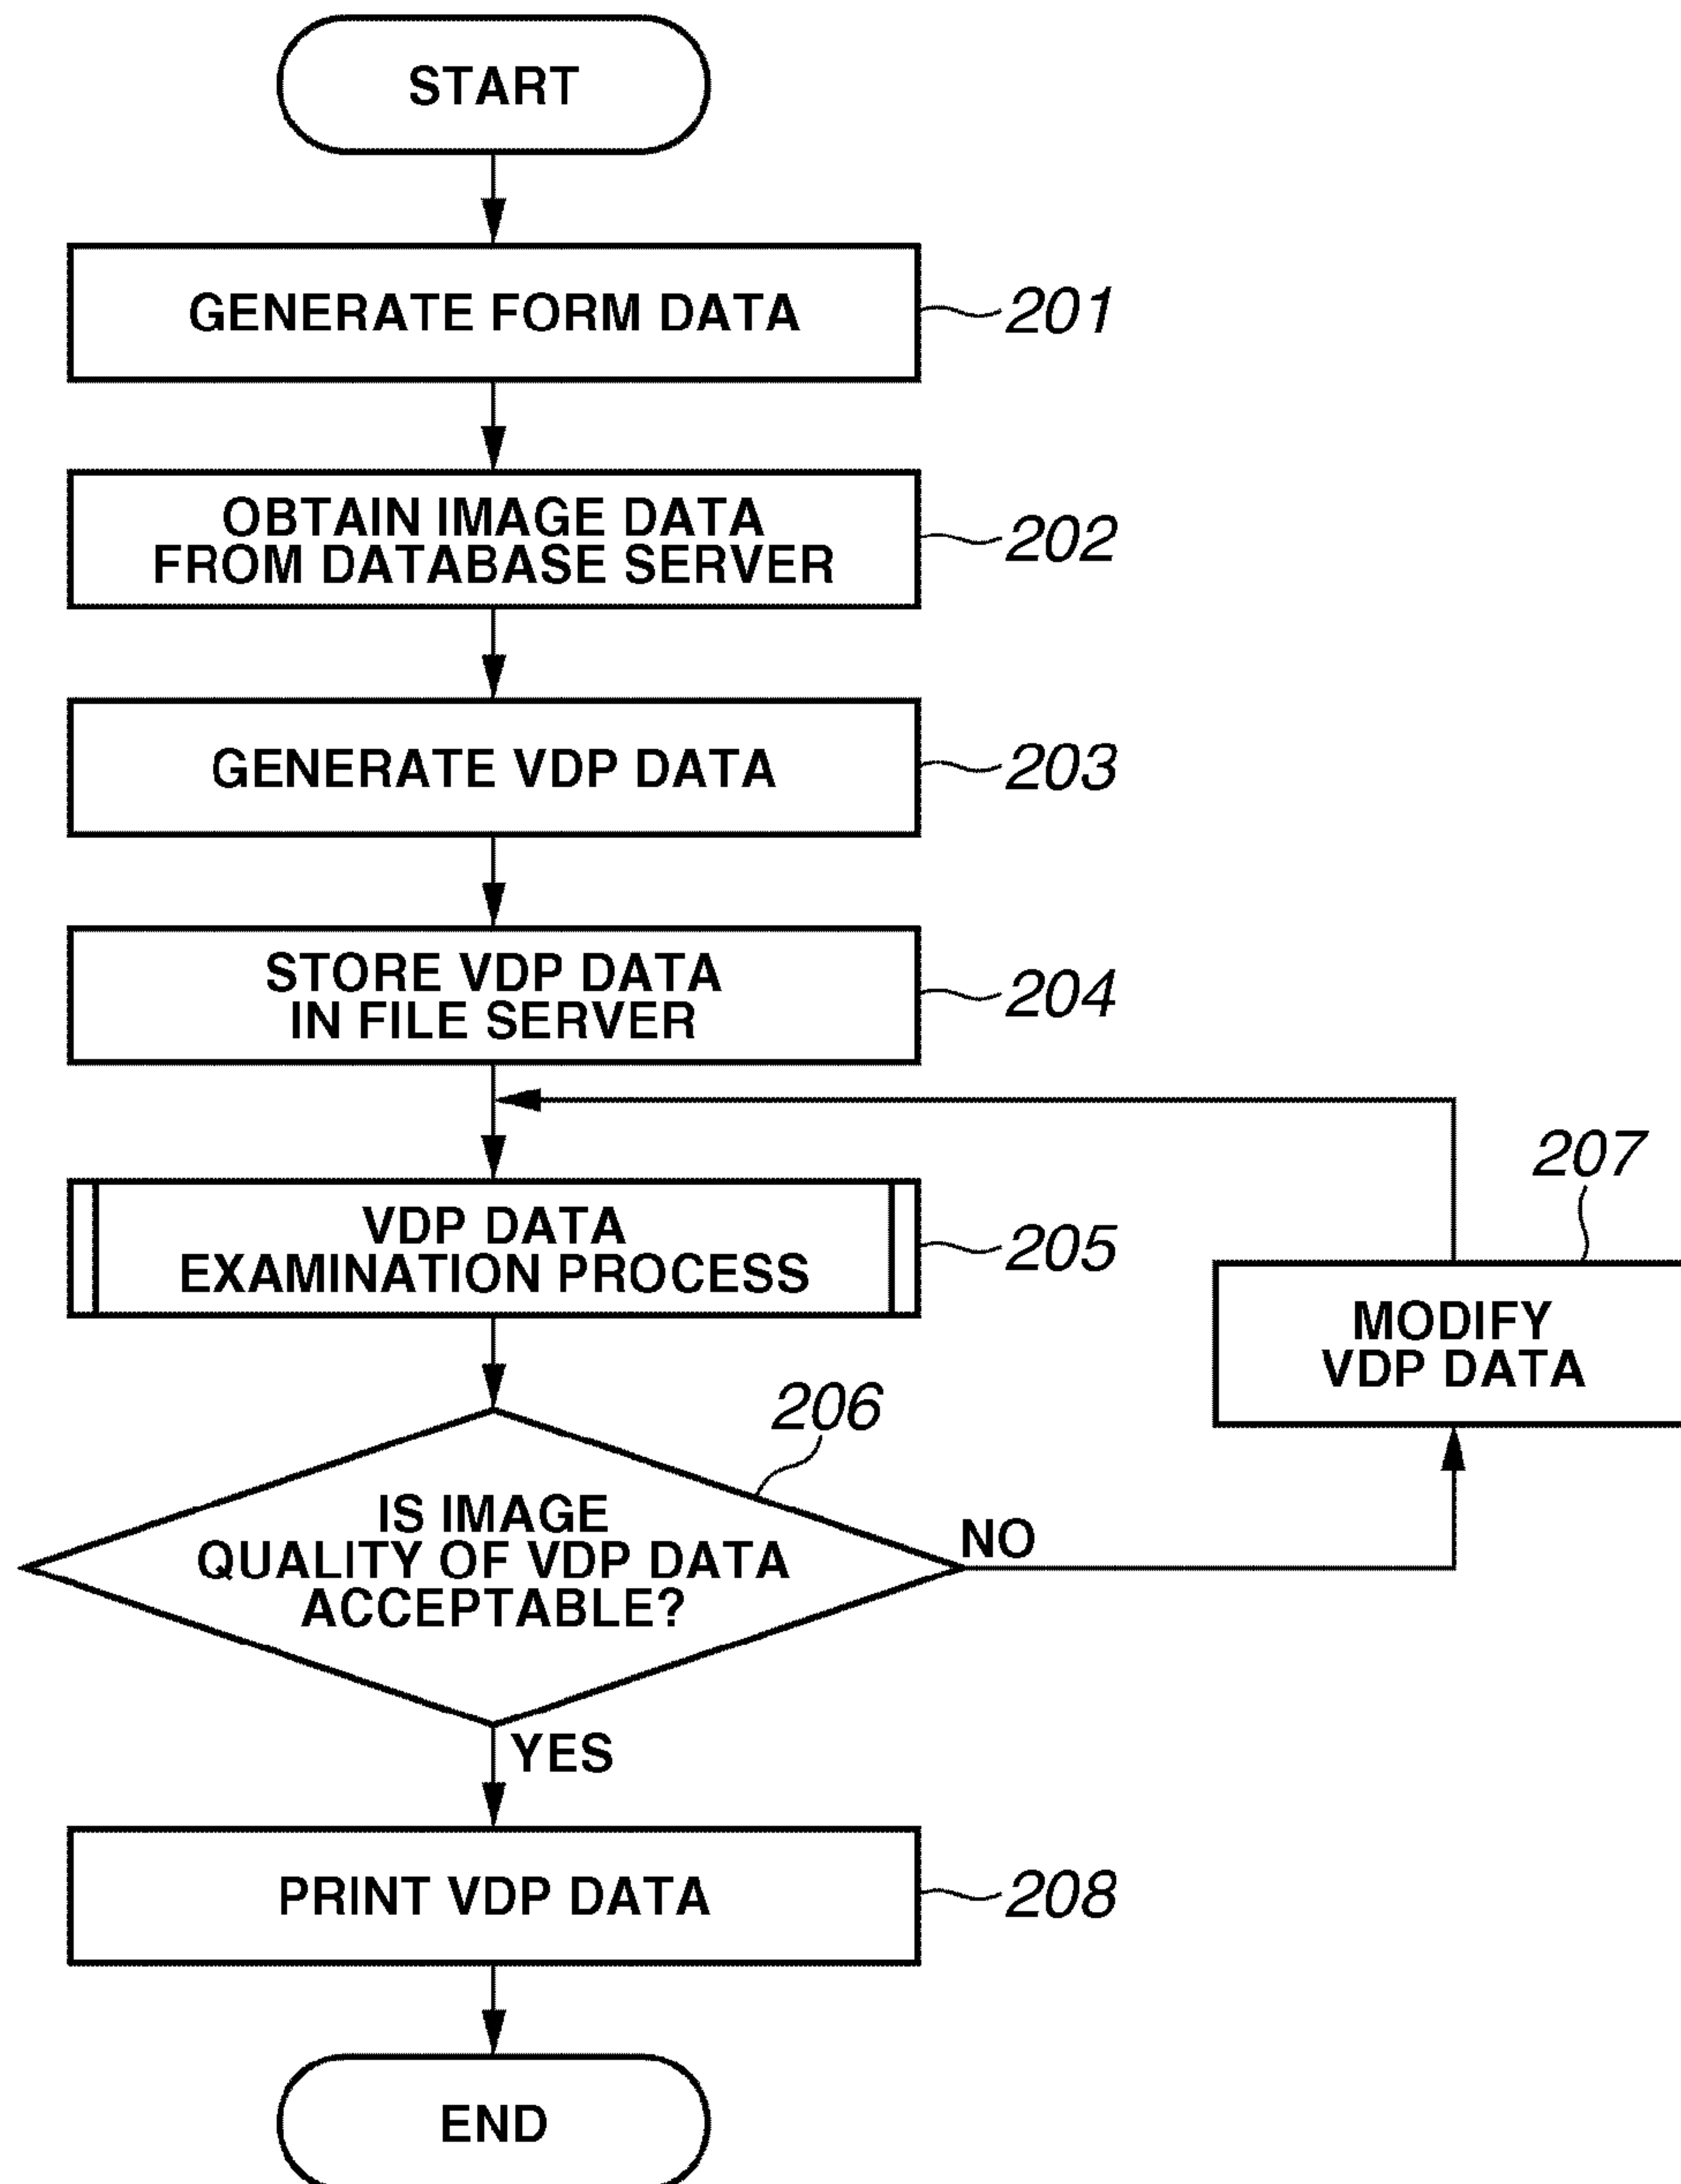 START
GENERATE FORM DATA
201
OBTAIN IMAGE DATA
FROM DATABASE SERVER
202
GENERATE VDP DATA
203
STORE VDP DATA
IN FILE SERVER
204
VDP DATA
EXAMINATION PROCESS
205
207
MODIFY
VDP DATA
206
IS IMAGE
QUALITY OF VDP DATA
ACCEPTABLE?
NO
YES
PRINT VDP DATA
208
END